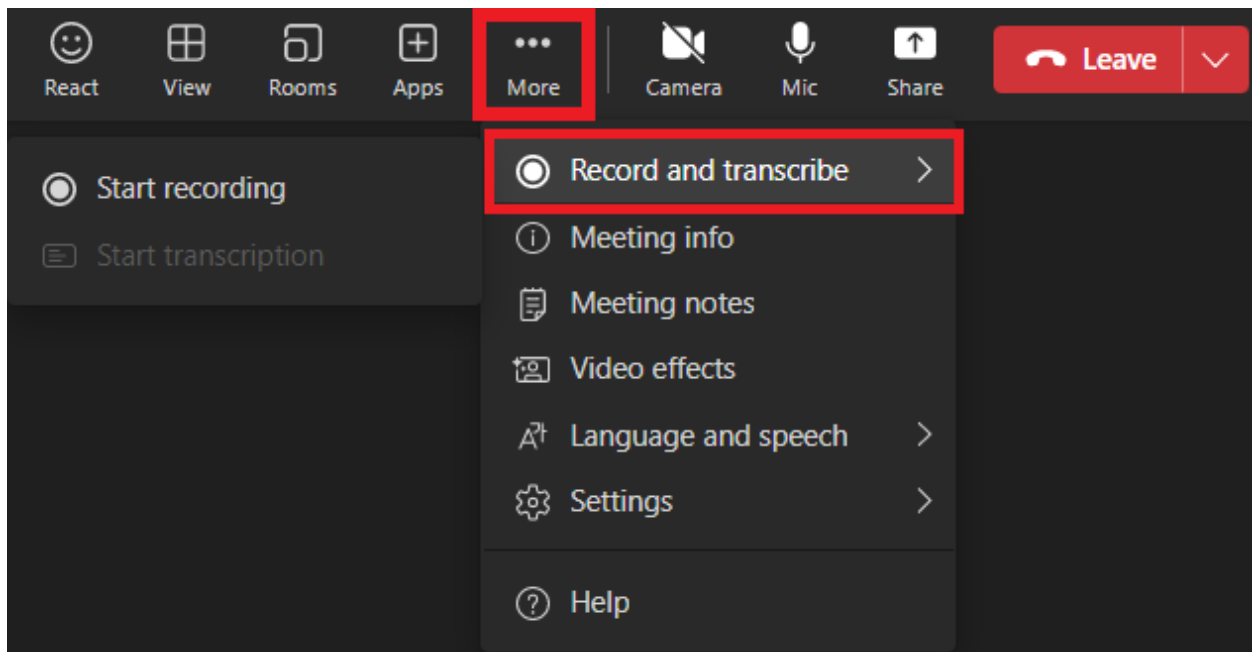 React
View
Rooms
Apps
More
Camera
Mic
Share
Leave
Start recording
Start transcription
Record and transcribe
Meeting info
Meeting notes
Video effects
Language and speech
Settings
Help